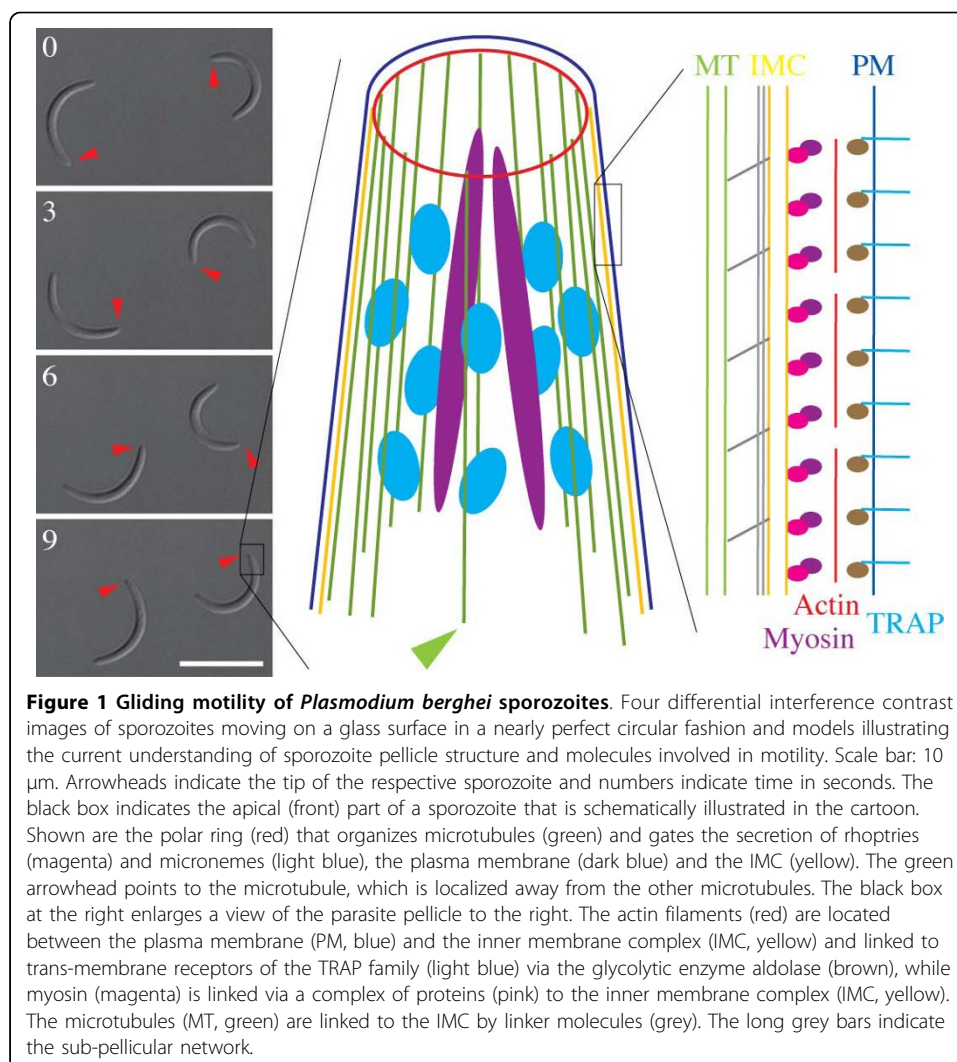 0
3
6
9
MT IMC PM
Actin
Myosin
TRAP
Figure 1 Gliding motility of Plasmodium berghei sporozoites. Four differential interference contrast
images of sporozoites moving on a glass surface in a nearly perfect circular fashion and models illustrating
the current understanding of sporozoite pellicle structure and molecules involved in motility. Scale bar: 10
μm. Arrowheads indicate the tip of the respective sporozoite and numbers indicate time in seconds. The
black box indicates the apical (front) part of a sporozoite that is schematically illustrated in the cartoon.
Shown are the polar ring (red) that organizes microtubules (green) and gates the secretion of rhoptries
(magenta) and micronemes (light blue), the plasma membrane (dark blue) and the IMC (yellow). The green
arrowhead points to the microtubule, which is localized away from the other microtubules. The black box
at the right enlarges a view of the parasite pellicle to the right. The actin filaments (red) are located
between the plasma membrane (PM, blue) and the inner membrane complex (IMC, yellow) and linked to
trans-membrane receptors of the TRAP family (light blue) via the glycolytic enzyme aldolase (brown), while
myosin (magenta) is linked via a complex of proteins (pink) to the inner membrane complex (IMC, yellow).
The microtubules (MT, green) are linked to the IMC by linker molecules (grey). The long grey bars indicate
the sub-pellicular network.